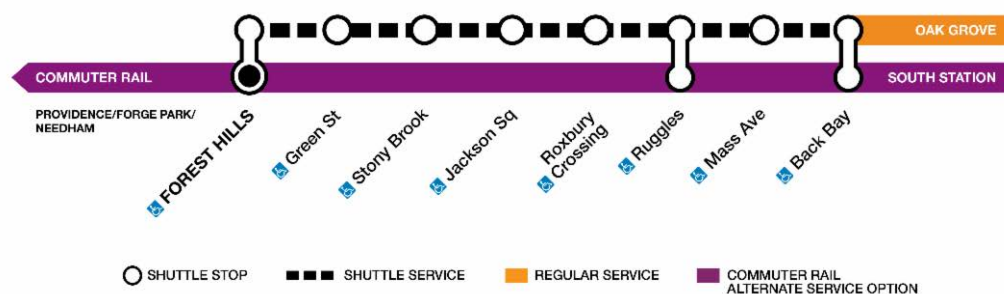 OAK GROVE
COMMUTER RAIL
SOUTH STATION
PROVIDENCE/FORGE PARK/
NEEDHAM
FOREST HILLS
Green St
Stony Brook
Jackson Sq
Roxbury
Crossing
Ruggles
Mass Ave
Back Bay
SHUTTLE STOP
SHUTTLE SERVICE
REGULAR SERVICE
COMMUTER RAIL
ALTERNATE SERVICE OPTION